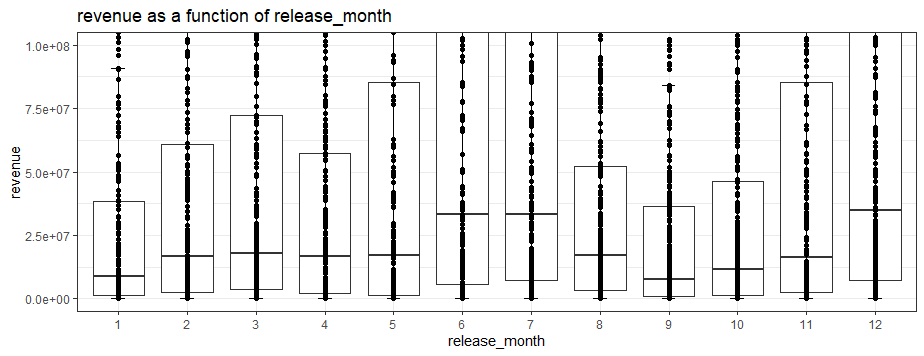 revenue as a function of release_month
1.0e+08
7.5e+07
5.0e+07
2.5e+07
0.0e+00
revenue
1 2 3 4 5 6 7 8 9 10 11 12
release_month